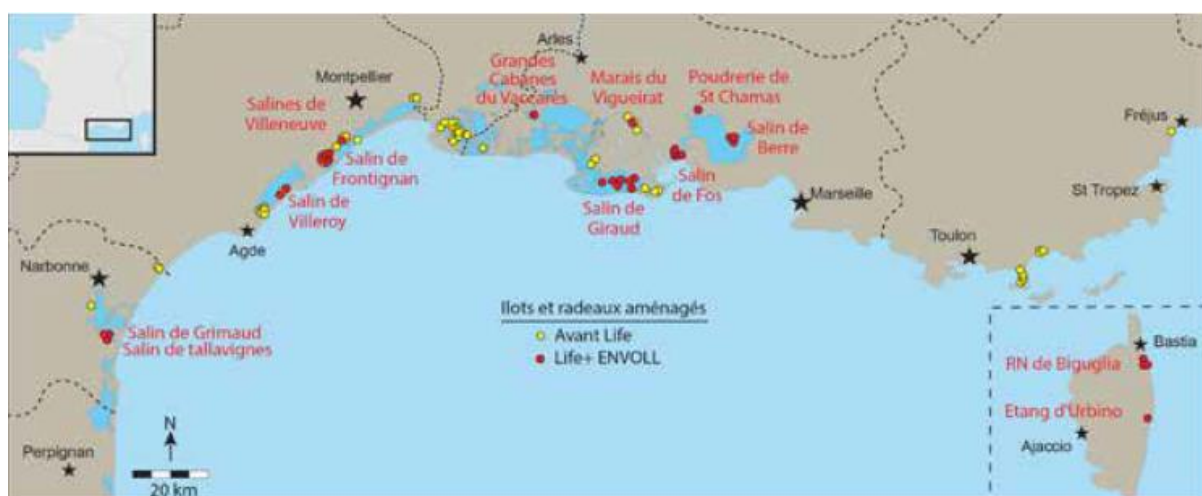 Arles
Montpellier
Grandes
Cabanes
du Vaccarès
Marais du
Vigueirat
Poudrerie de
St Chamas
Salines de
Villeneuve
Fréjus
Salin de
Berre
Salin de
Frontignan
Salin
de Fos
St Tropez
Marseille
Salin de
Villeroy
Salin de
Giraud
Agde
Toulon
Narbonne
Ilots et radeaux aménagés
Avant Life
Life+ ENVOLL
Salin de Grimaud
Salin de tallavignes
Bastia
RN de Biguglia
Etang d'Urbino
Ajaccio
N
Perpignan
20 km